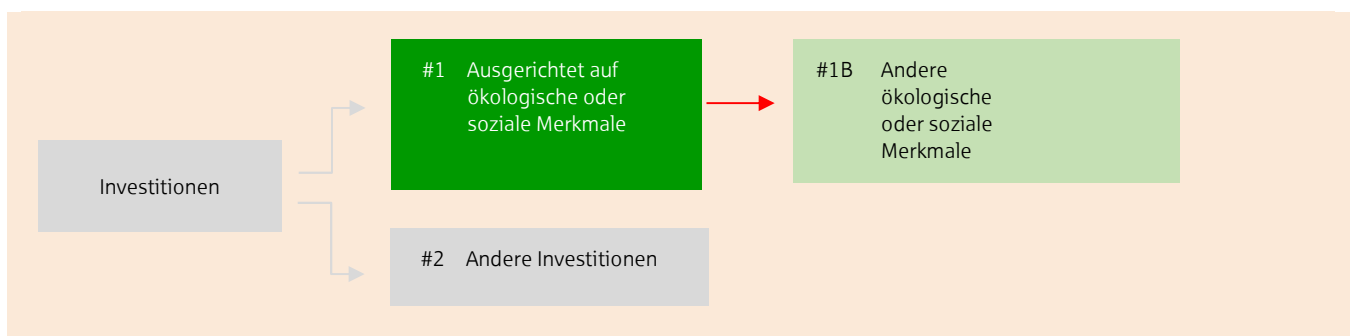 #1 Ausgerichtet auf
ökologische oder
soziale Merkmale
#1B Andere
ökologische
oder soziale
Merkmale
Investitionen
#2 Andere Investitionen